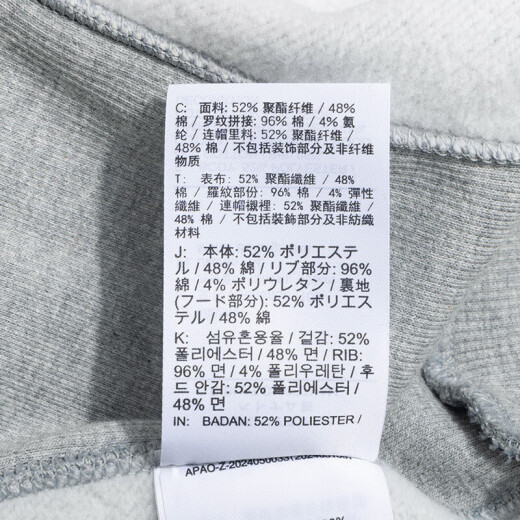 C: 面料: 52% 聚酯纤维 / 48%
棉 / 罗纹拼接: 96% 棉 / 4% 氨
纶 / 连帽里料: 52% 聚酯纤维 /
48% 棉 / 不包括装饰部分及非纤维
物质
T: 表布: 52% 聚酯纖維 / 48%
棉 / 羅紋部份: 96% 棉 / 4% 彈性
纖維 / 連帽襯裡: 52% 聚酯纖維 /
48% 棉 / 不包括裝飾部分及非紡織
材料
J: 本体: 52% ポリエステ
ル / 48% 綿 / リブ部分: 96%
綿 / 4% ポリウレタン / 裏地
(フード部分): 52% ポリエス
テル / 48% 綿
K: 섬유혼용율 / 겉감: 52%
폴리에스터 / 48% 면 / RIB:
96% 면 / 4% 폴리우레탄 / 후
드 안감: 52% 폴리에스터 /
48% 면
IN: BADAN: 52% POLIESTER /